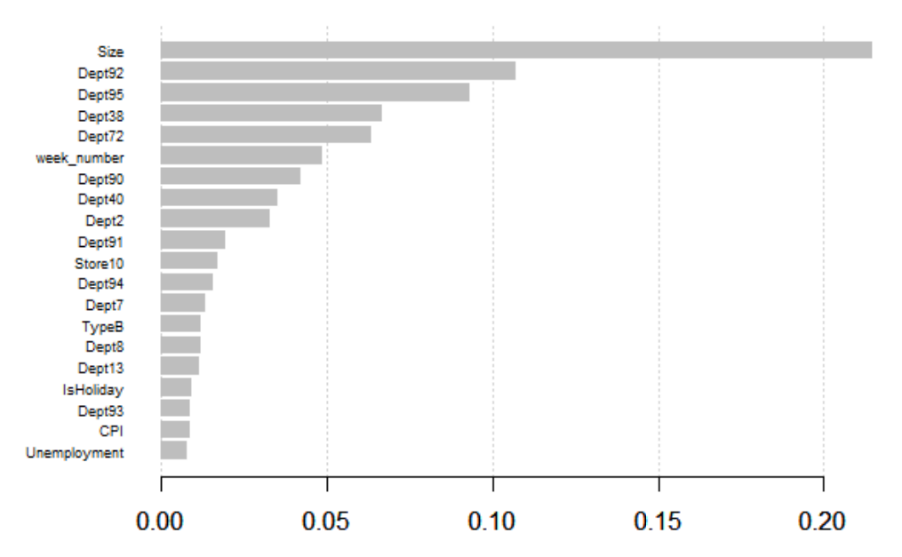 Size
Dept92
Dept95
Dept38
Dept72
week_number
Dept90
Dept40
Dept2
Dept91
Store10
Dept94
Dept7
TypeB
Dept8
Dept13
IsHoliday
Dept93
CPI
Unemployment
0.00 0.05 0.10 0.15 0.20